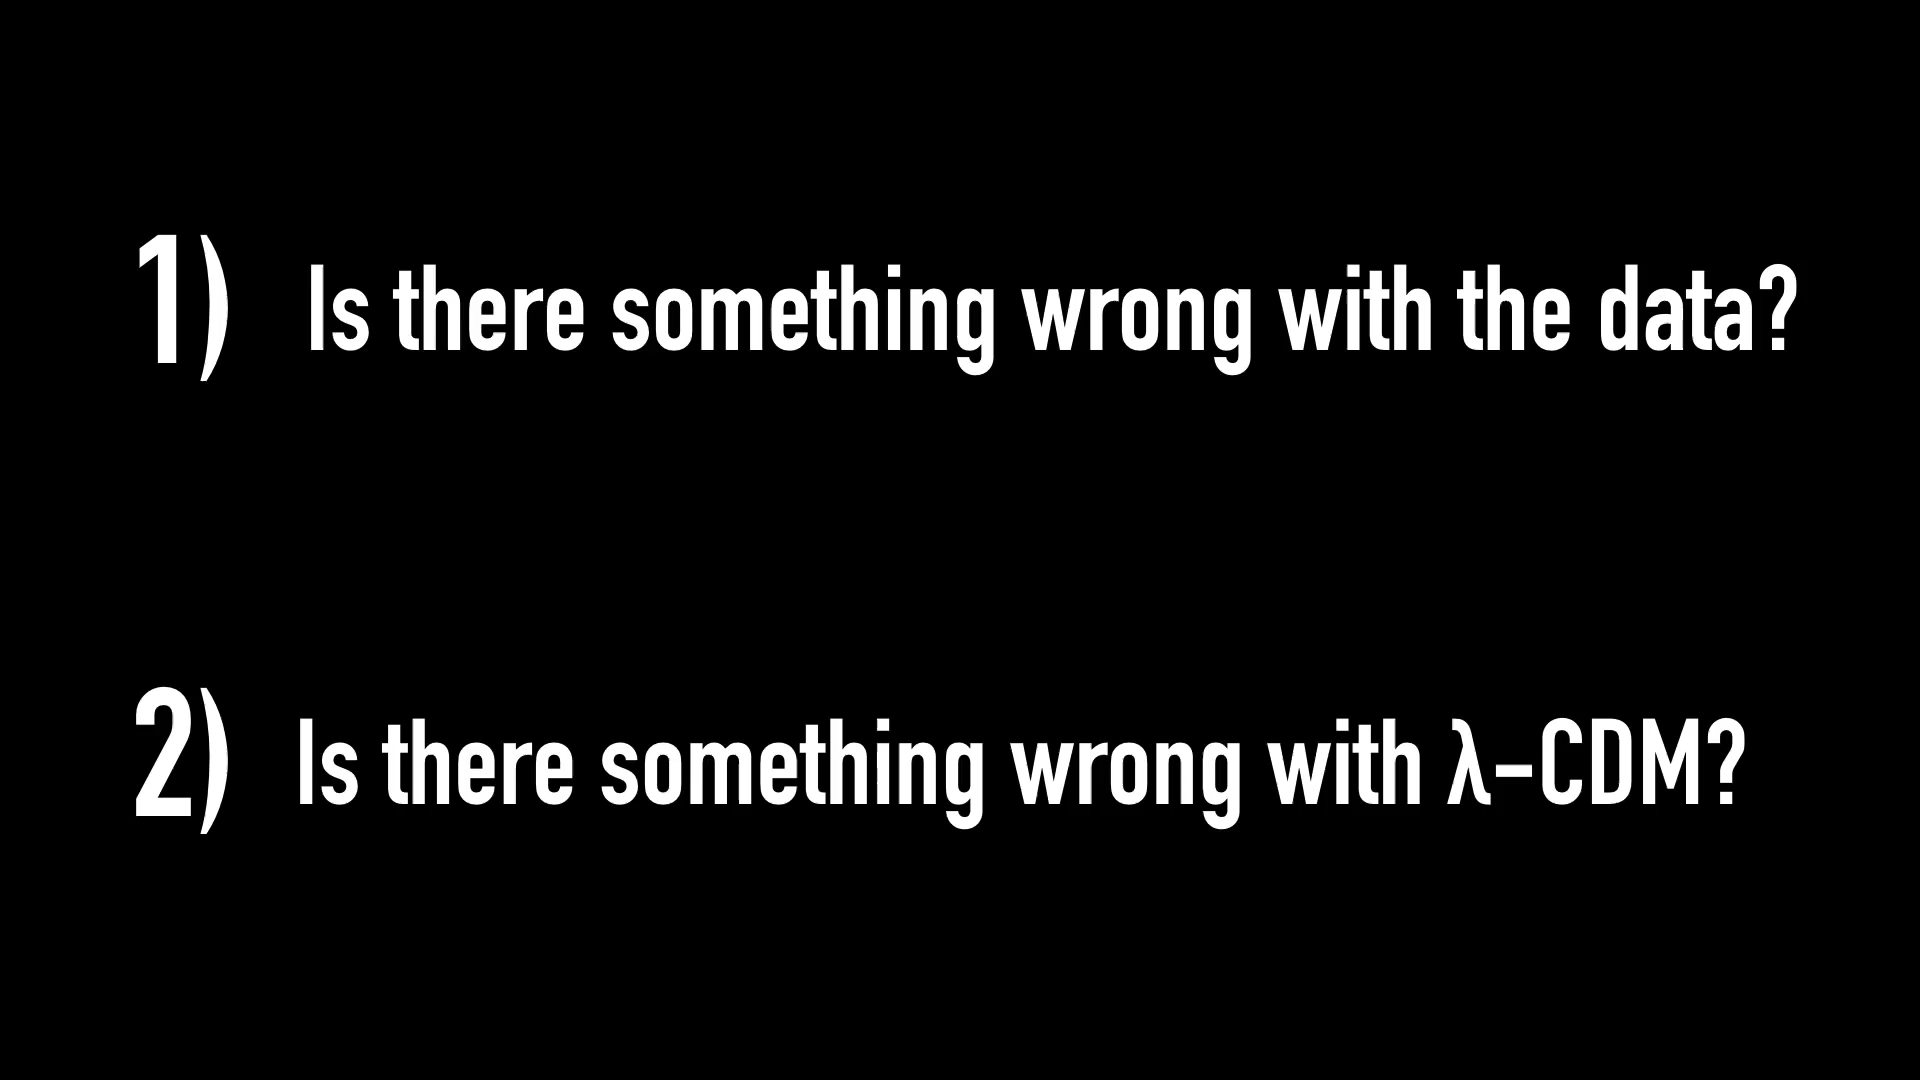 1) Is there something wrong with the data?
2) Is there something wrong with λ-CDM?